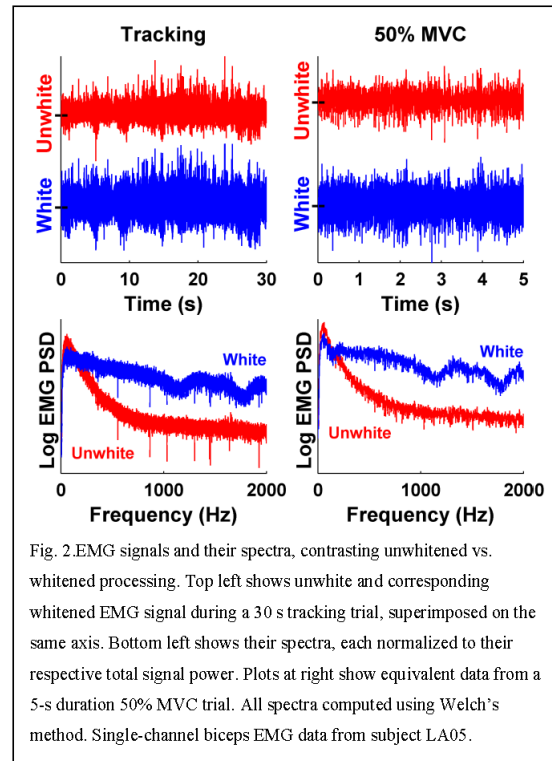 Tracking
50% MVC
Unwhite
White
0 10 20 30
Time (s)
Unwhite
White
0 1 2 3 4 5
Time (s)
Log EMG PSD
White
Unwhite
0 1000 2000
Frequency (Hz)
Log EMG PSD
White
Unwhite
0 1000 2000
Frequency (Hz)
Fig. 2.EMG signals and their spectra, contrasting unwhitened vs.
whitened processing. Top left shows unwhite and corresponding
whitened EMG signal during a 30 s tracking trial, superimposed on the
same axis. Bottom left shows their spectra, each normalized to their
respective total signal power. Plots at right show equivalent data from a
5-s duration 50% MVC trial. All spectra computed using Welch’s
method. Single-channel biceps EMG data from subject LA05.